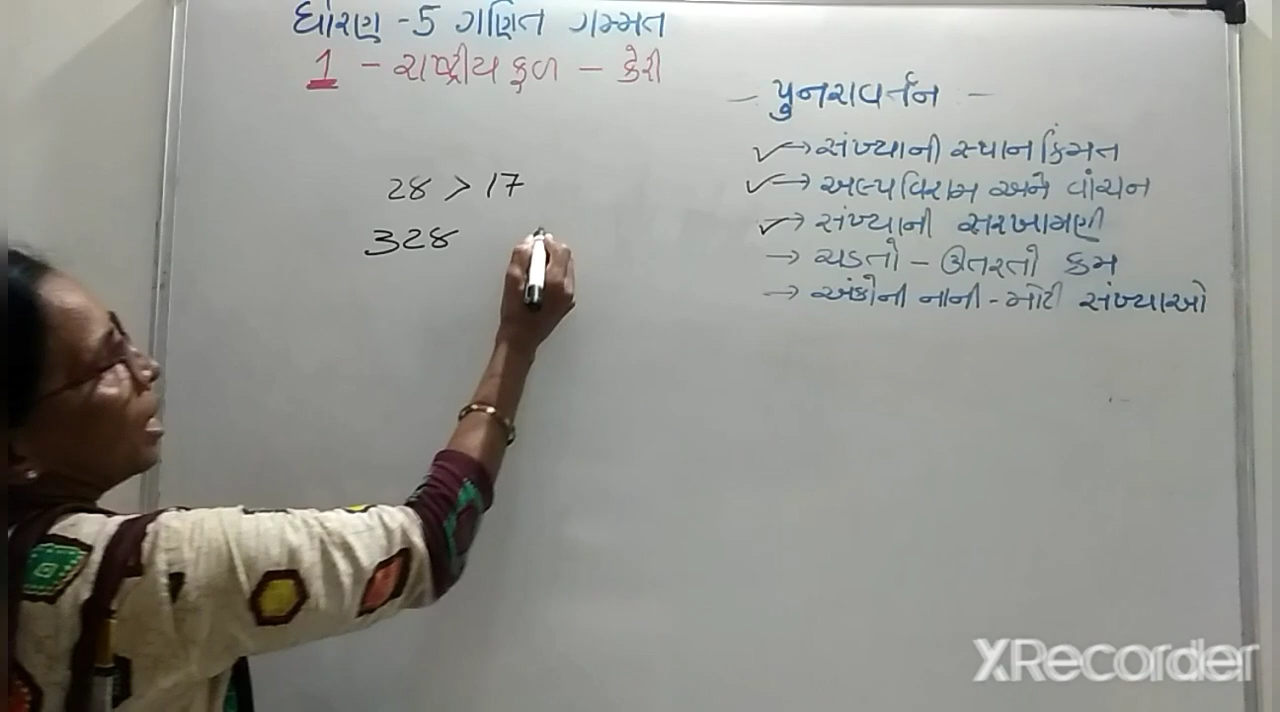 ધોરણ -5 ગણિત ગમ્મત
1 - રાષ્ટ્રીય ફળ - કેરી
28 > 17
328
- પુનરાવર્તન -
✓→ સંખ્યાની સ્થાન કિંમત
✓→ અલ્પવિરામ અને વાંચન
✓→ સંખ્યાની સરખામણી
→ ચડતો - ઊતરતો ક્રમ
→ અંકોની નાની - મોટી સંખ્યાઓ
XRecorder